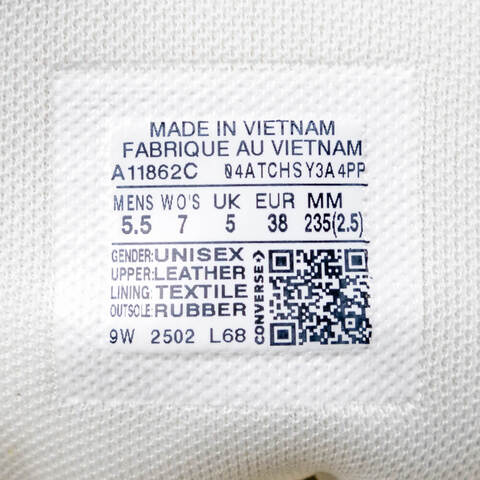 MADE IN VIETNAM
FABRIQUE AU VIETNAM
A11862C 04ATCHSY3A4PP
MENS WO'S UK EUR MM
5.5 7 5 38 235(2.5)
GENDER:UNISEX
UPPER:LEATHER
LINING:TEXTILE
OUTSOLE:RUBBER
CONVERSE
9W 2502 L68